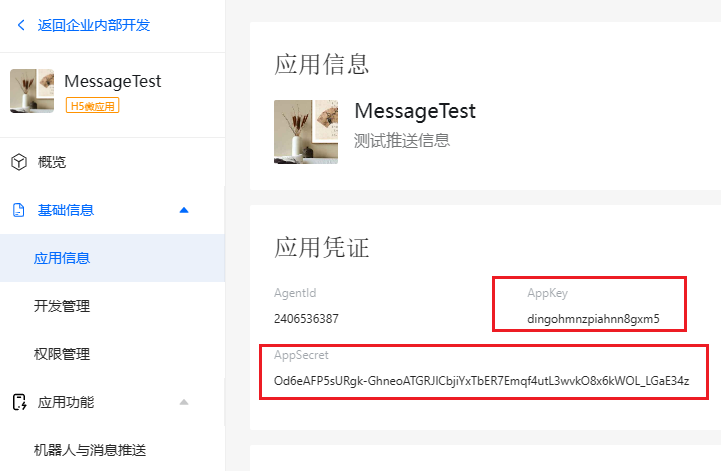 返回企业内部开发
MessageTest
H5微应用
概览
基础信息
应用信息
开发管理
权限管理
应用功能
机器人与消息推送
应用信息
MessageTest
测试推送信息
应用凭证
AgentId
AppKey
2406536387
dingohmnzpiahnn8gxm5
AppSecret
Od6eAFP5sURgk-GhneoATGRJICbjiYxTbER7Emqf4utL3wvkO8x6kWOL_LGaE34z